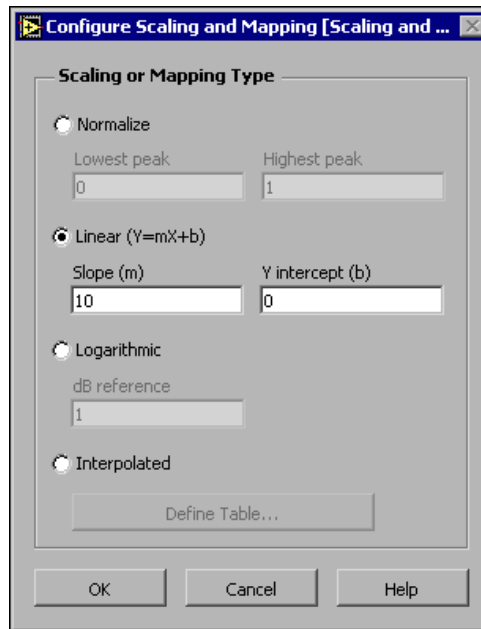 Configure Scaling and Mapping [Scaling and ...
Scaling or Mapping Type
Normalize
Lowest peak Highest peak
0 1
Linear (Y=mX+b)
Slope (m) Y intercept (b)
10 0
Logarithmic
dB reference
1
Interpolated
Define Table...
OK Cancel Help